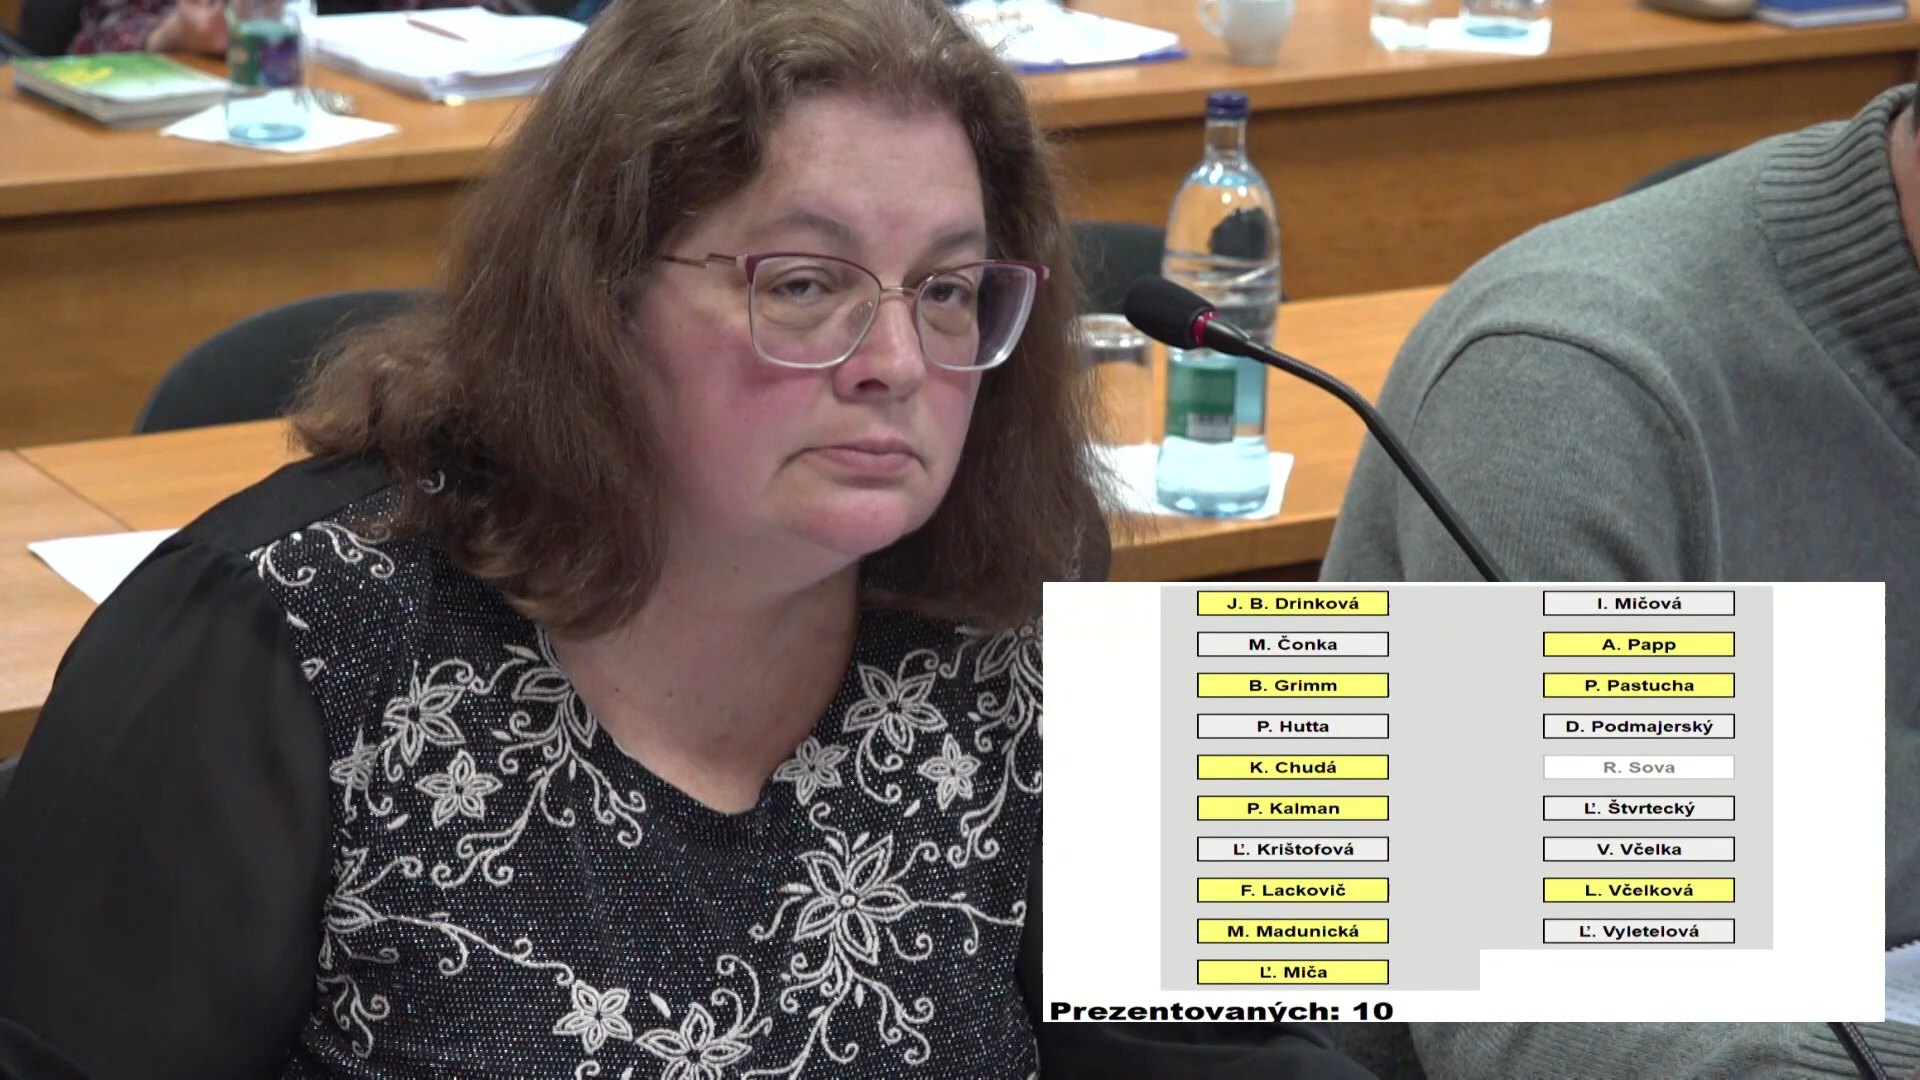 J. B. Drinková
M. Čonka
B. Grimm
P. Hutta
K. Chudá
P. Kalman
Ľ. Krištofová
F. Lackovič
M. Madunická
Ľ. Miča
I. Mičová
A. Papp
P. Pastucha
D. Podmajerský
R. Sova
Ľ. Štvrtecký
V. Včelka
L. Včelková
Ľ. Vyletelová
Prezentovaných: 10